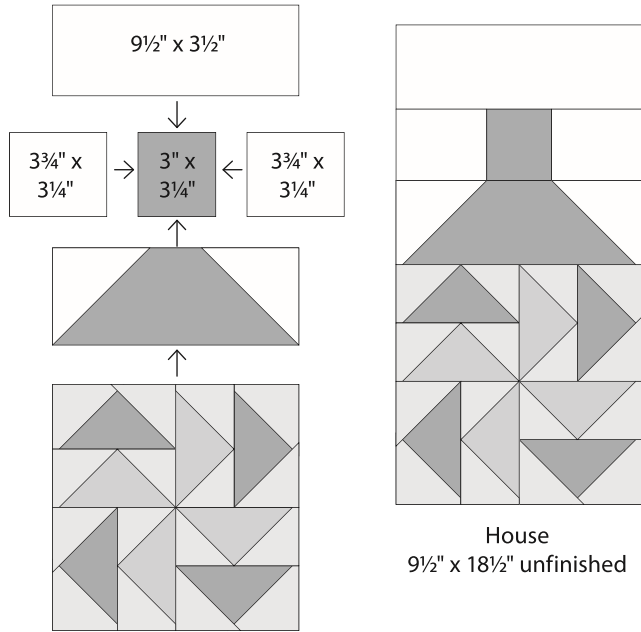 9½" x 3½"
3¾" x
3¼"
3" x
3¼"
3¾" x
3¼"
House
9½" x 18½" unfinished